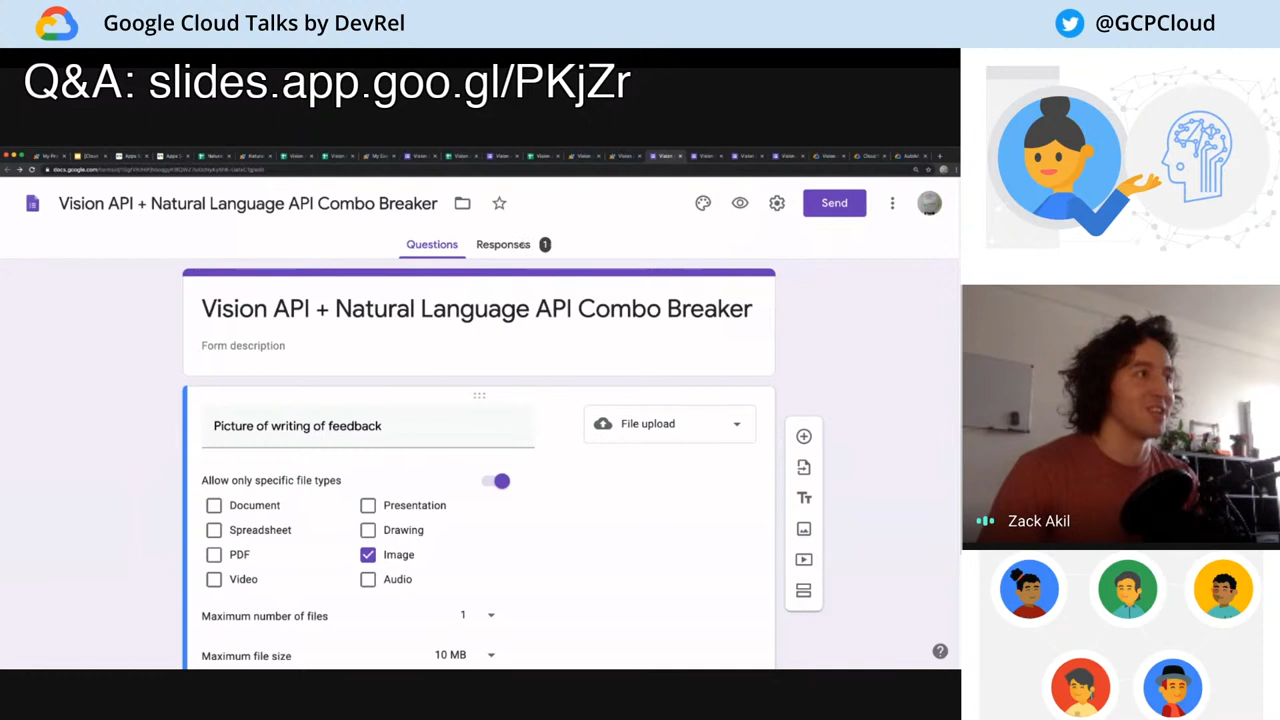 Google Cloud Talks by DevRel
@GCPCloud
Q&A: slides.app.goo.gl/PKjZr
Vision API + Natural Language API Combo Breaker
Send
Questions
Responses 1
Vision API + Natural Language API Combo Breaker
Form description
Picture of writing of feedback
File upload
Allow only specific file types
Document
Presentation
Spreadsheet
Drawing
PDF
Image
Video
Audio
Maximum number of files
1
Maximum file size
10 MB
Tt
?
Zack Akil